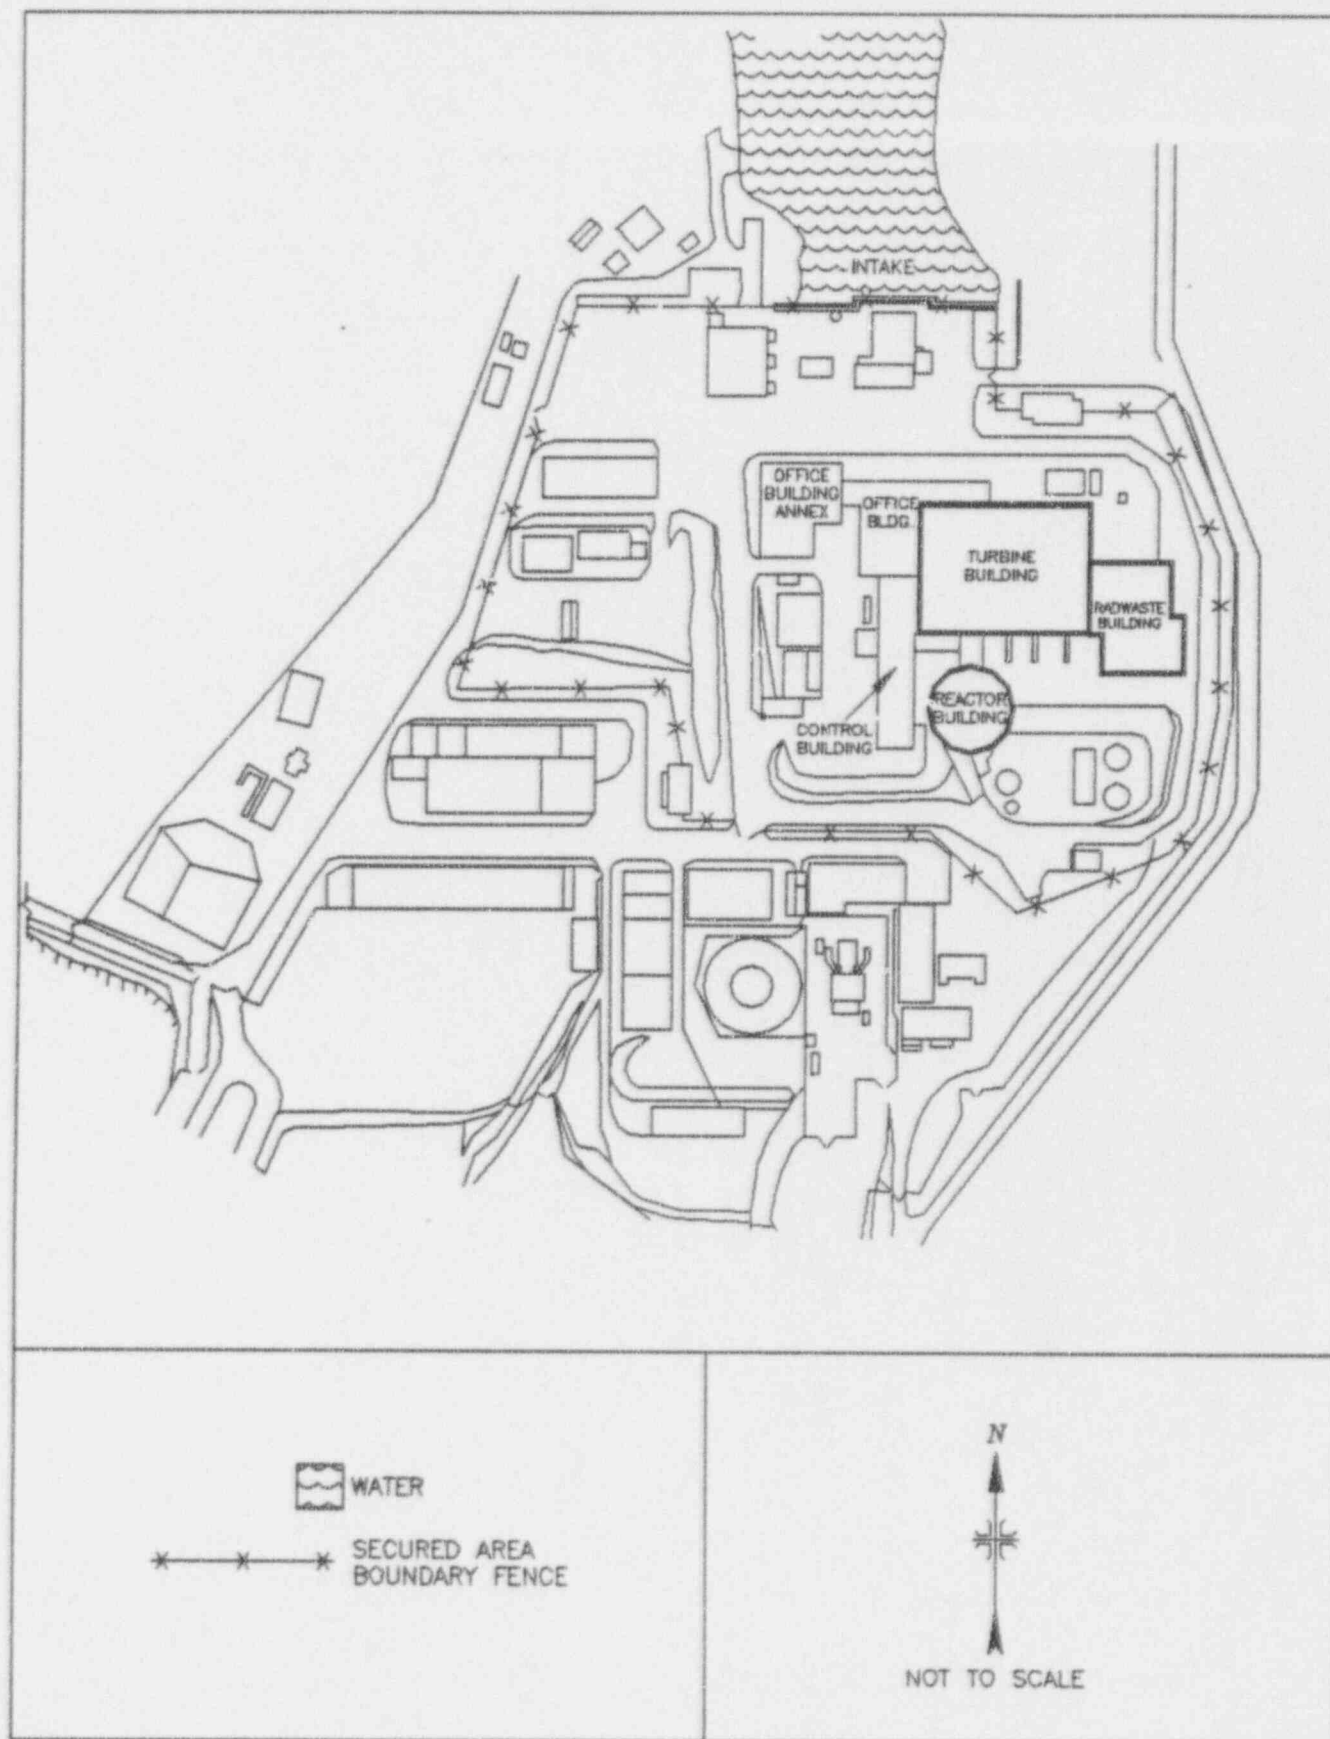 INTAKE
OFFICE
BUILDING
ANNEX
OFFICE
BLDG.
TURBINE
BUILDING
RADWASTE
BUILDING
REACTOR
BUILDING
CONTROL
BUILDING
WATER
SECURED AREA
BOUNDARY FENCE
N
NOT TO SCALE